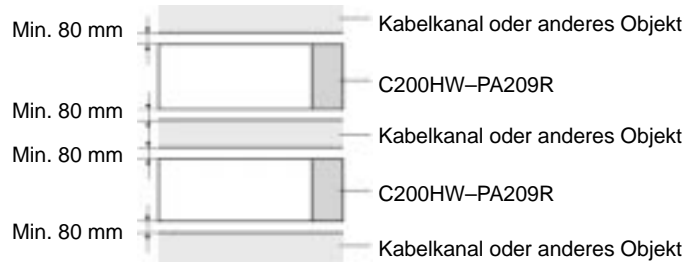 Min. 80 mm
Kabelkanal oder anderes Objekt
C200HW–PA209R
Min. 80 mm
Kabelkanal oder anderes Objekt
Min. 80 mm
C200HW–PA209R
Min. 80 mm
Kabelkanal oder anderes Objekt